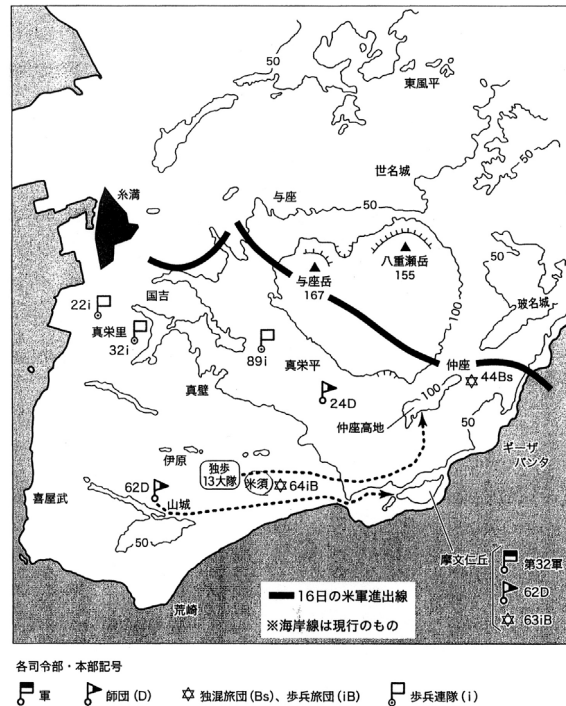 50
東風平
世名城
糸満
与座
50
八重瀬岳
155
与座岳
167
50
玻名城
100
22i
国吉
真栄里
32i
89i
真栄平
仲座
44Bs
真壁
24D
100
仲座高地
50
ギーザ
バンタ
伊原
独歩
13大隊
米須
64iB
62D
喜屋武
山城
50
摩文仁丘
第32軍
62D
63iB
荒崎
16日の米軍進出線
※海岸線は現行のもの
各司令部・本部記号
軍
師団(D)
独混旅団(Bs)、歩兵旅団(iB)
歩兵連隊(i)